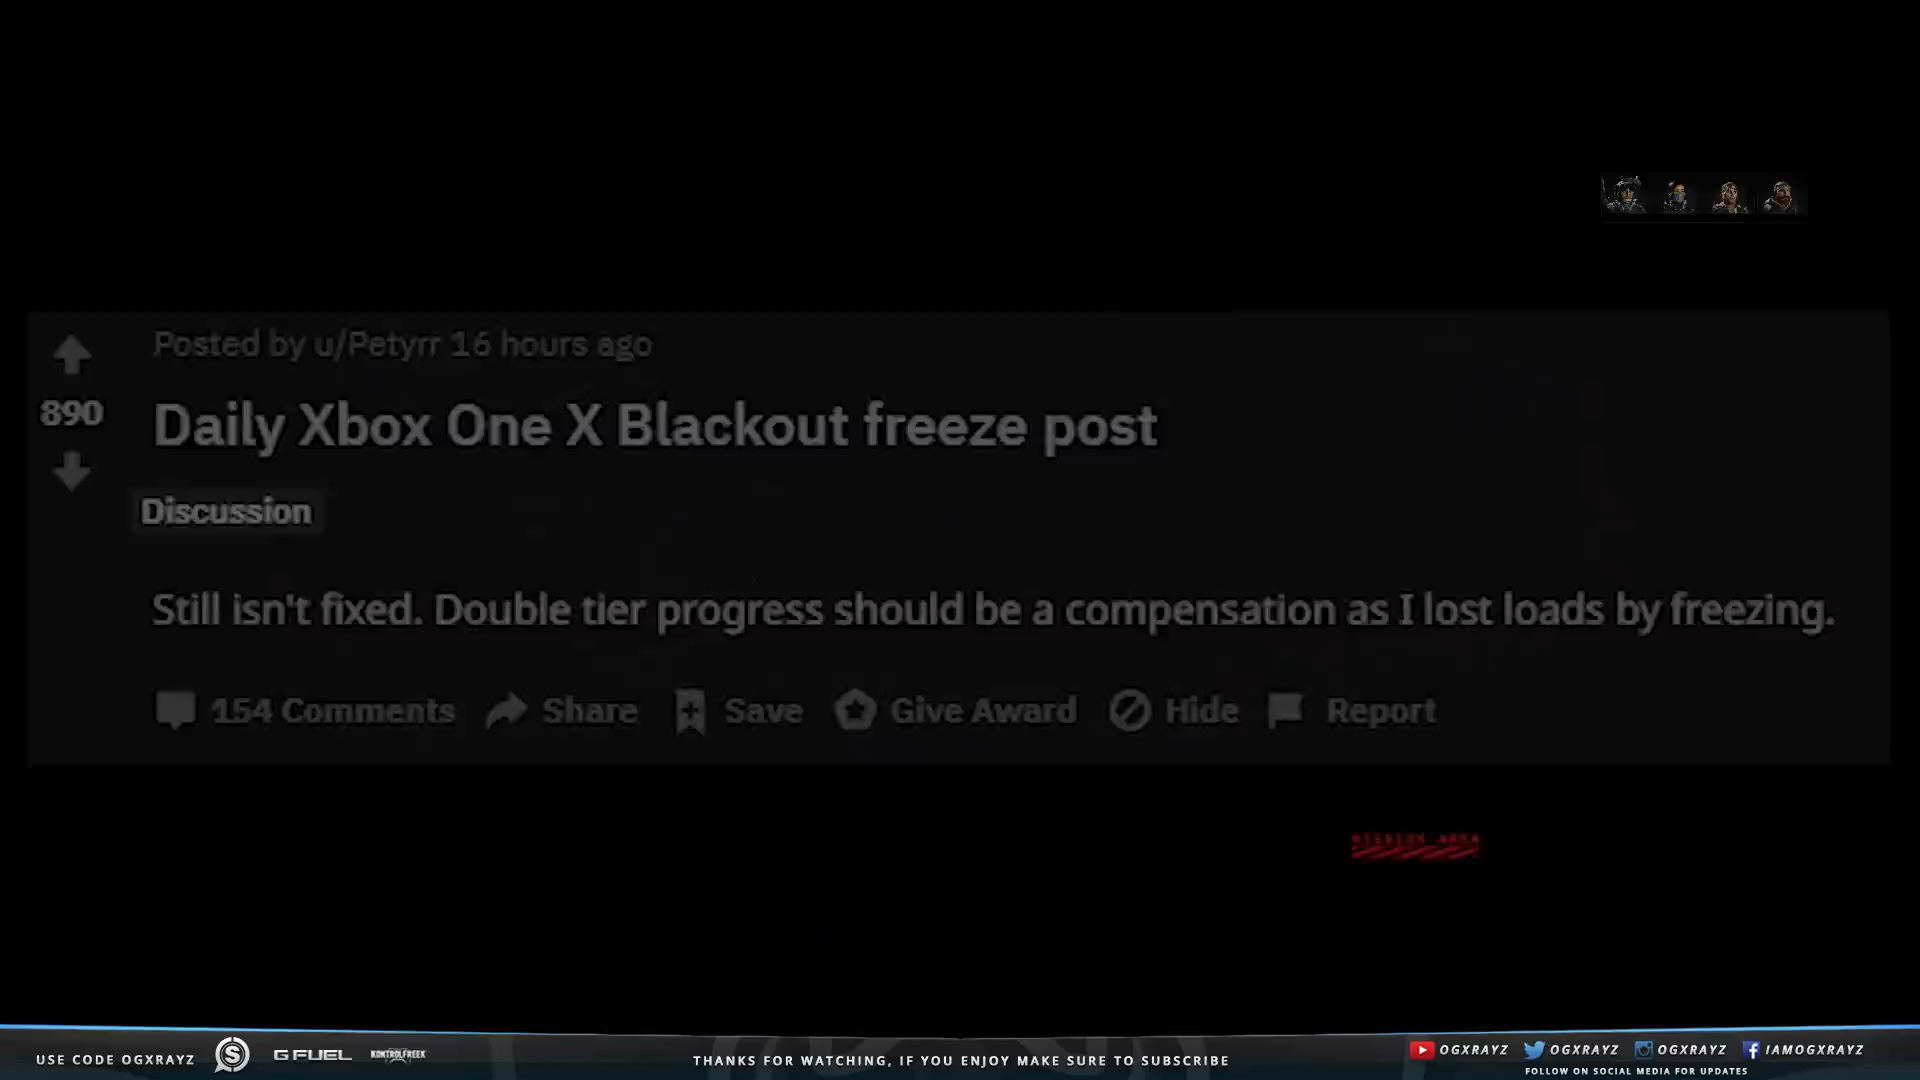 Posted by u/Petyrr 16 hours ago
890
Daily Xbox One X Blackout freeze post
Discussion
Still isn't fixed. Double tier progress should be a compensation as I lost loads by freezing.
154 Comments Share Save Give Award Hide Report
MISSION AREA
USE CODE OGXRAYZ
G FUEL
KONTROLFREEK
THANKS FOR WATCHING, IF YOU ENJOY MAKE SURE TO SUBSCRIBE
OGXRAYZ OGXRAYZ OGXRAYZ IAMOGXRAYZ
FOLLOW ON SOCIAL MEDIA FOR UPDATES